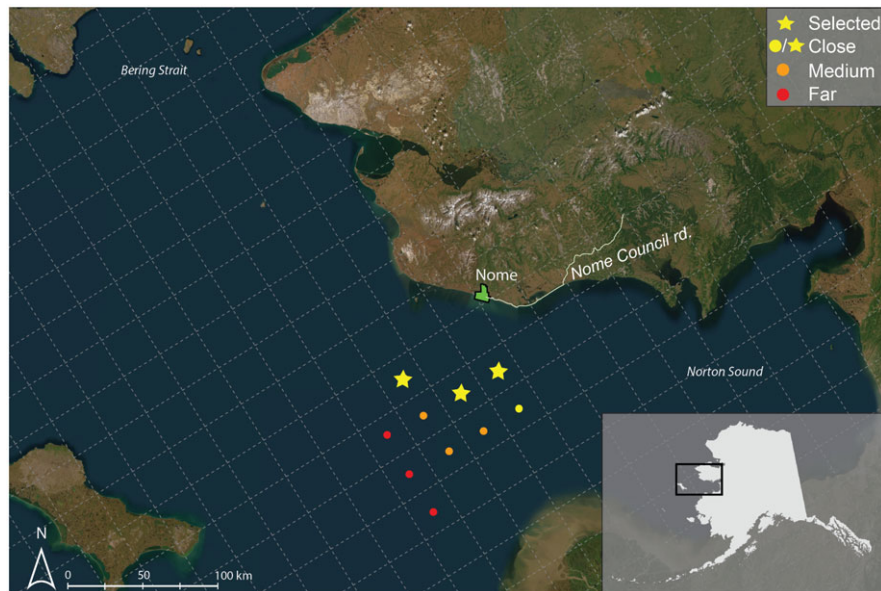 Selected
/ Close
Medium
Far
Bering Strait
Nome Council rd.
Nome
Norton Sound
N
0 50 100 km